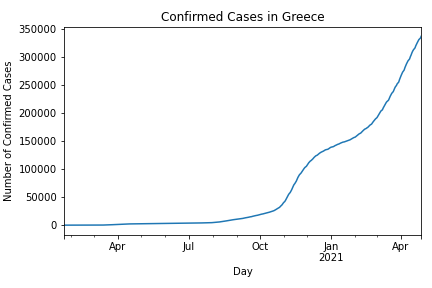 Confirmed Cases in Greece
350000
300000
250000
200000
150000
100000
50000
0
Number of Confirmed Cases
Apr Jul Oct Jan Apr
2021
Day